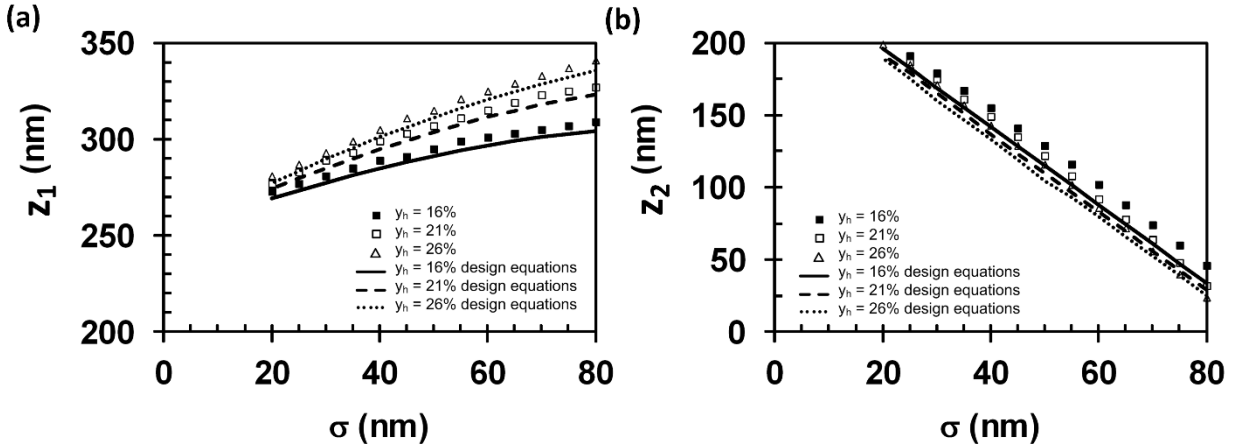 (a)
350
300
250
200
z1 (nm)
20 40 60 80
σ (nm)
yh = 16%
yh = 21%
yh = 26%
yh = 16% design equations
yh = 21% design equations
yh = 26% design equations
(b)
200
150
100
50
0
z2 (nm)
0 20 40 60 80
σ (nm)
yh = 16%
yh = 21%
yh = 26%
yh = 16% design equations
yh = 21% design equations
yh = 26% design equations